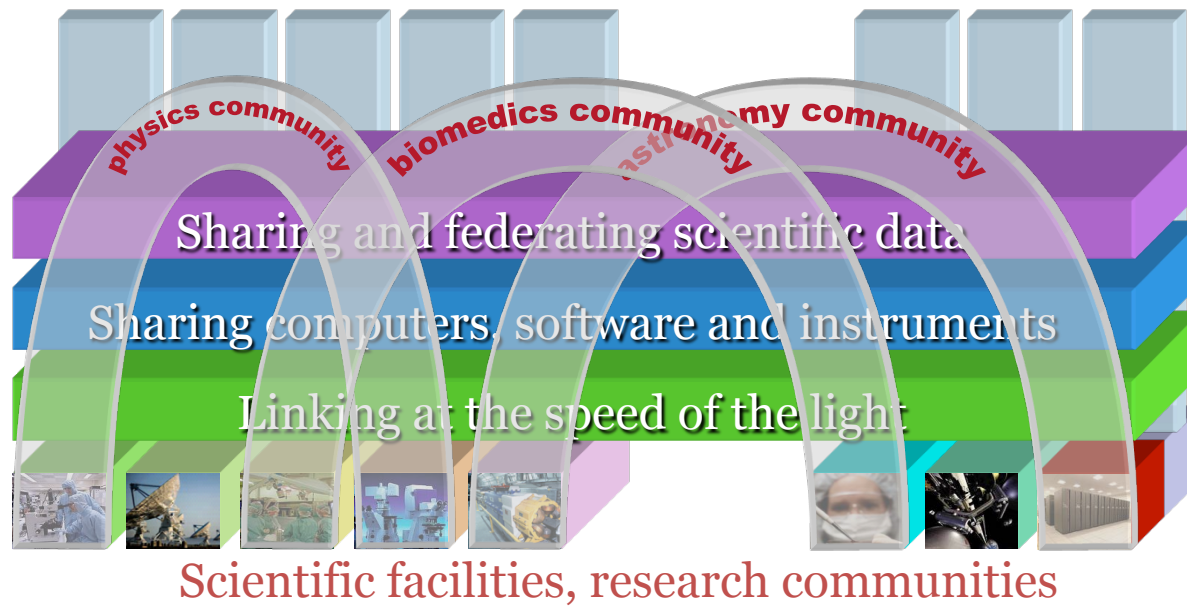 physics community
biomedics community
astronomy community
Sharing and federating scientific data
Sharing computers, software and instruments
Linking at the speed of the light
Scientific facilities, research communities